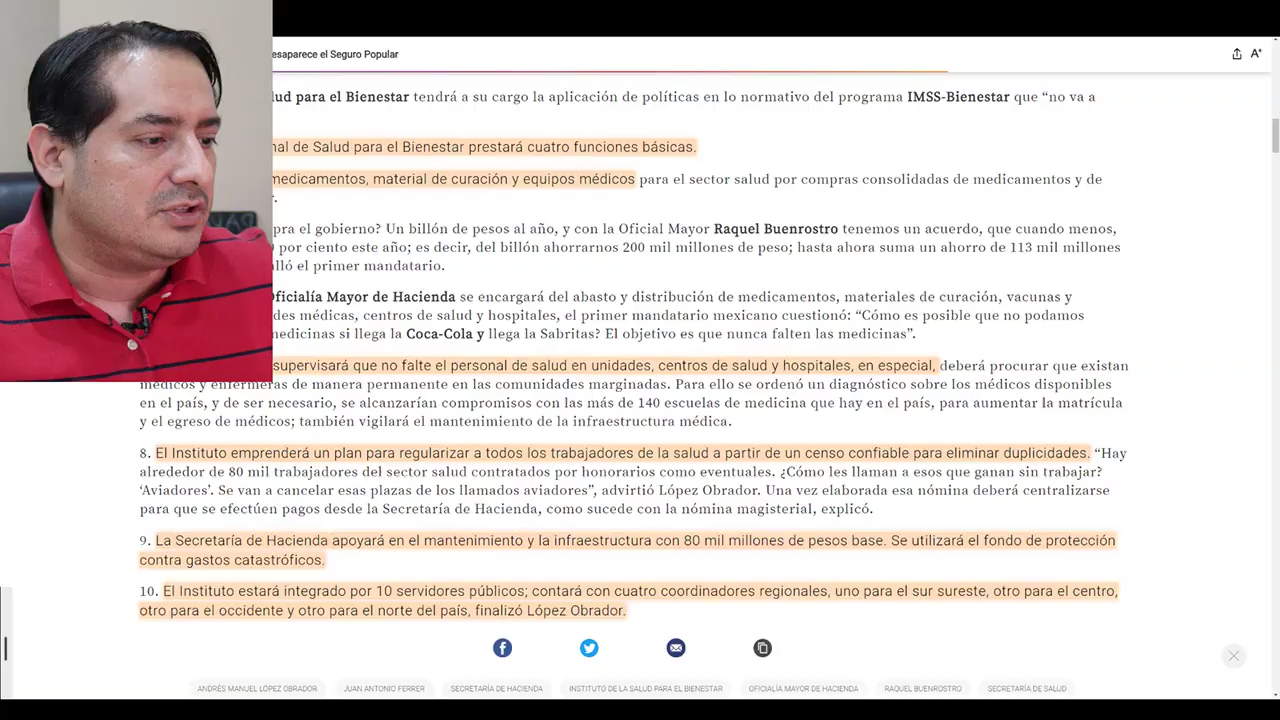 esaparece el Seguro Popular
lud para el Bienestar tendrá a su cargo la aplicación de políticas en lo normativo del programa IMSS-Bienestar que “no va a
nal de Salud para el Bienestar prestará cuatro funciones básicas.
medicamentos, material de curación y equipos médicos para el sector salud por compras consolidadas de medicamentos y de
pra el gobierno? Un billón de pesos al año, y con la Oficial Mayor Raquel Buenrostro tenemos un acuerdo, que cuando menos,
por ciento este año; es decir, del billón ahorrarnos 200 mil millones de peso; hasta ahora suma un ahorro de 113 mil millones
lló el primer mandatario.
Oficialía Mayor de Hacienda se encargará del abasto y distribución de medicamentos, materiales de curación, vacunas y
des médicas, centros de salud y hospitales, el primer mandatario mexicano cuestionó: “Cómo es posible que no podamos
medicinas si llega la Coca-Cola y llega la Sabritas? El objetivo es que nunca falten las medicinas”.
supervisará que no falte el personal de salud en unidades, centros de salud y hospitales, en especial, deberá procurar que existan
médicos y enfermeras de manera permanente en las comunidades marginadas. Para ello se ordenó un diagnóstico sobre los médicos disponibles
en el país, y de ser necesario, se alcanzarían compromisos con las más de 140 escuelas de medicina que hay en el país, para aumentar la matrícula
y el egreso de médicos; también vigilará el mantenimiento de la infraestructura médica.
8. El Instituto emprenderá un plan para regularizar a todos los trabajadores de la salud a partir de un censo confiable para eliminar duplicidades. “Hay
alrededor de 80 mil trabajadores del sector salud contratados por honorarios como eventuales. ¿Cómo les llaman a esos que ganan sin trabajar?
‘Aviadores’. Se van a cancelar esas plazas de los llamados aviadores”, advirtió López Obrador. Una vez elaborada esa nómina deberá centralizarse
para que se efectúen pagos desde la Secretaría de Hacienda, como sucede con la nómina magisterial, explicó.
9. La Secretaría de Hacienda apoyará en el mantenimiento y la infraestructura con 80 mil millones de pesos base. Se utilizará el fondo de protección
contra gastos catastróficos.
10. El Instituto estará integrado por 10 servidores públicos; contará con cuatro coordinadores regionales, uno para el sur sureste, otro para el centro,
otro para el occidente y otro para el norte del país, finalizó López Obrador.
ANDRÉS MANUEL LÓPEZ OBRADOR JUAN ANTONIO FERRER SECRETARÍA DE HACIENDA INSTITUTO DE LA SALUD PARA EL BIENESTAR OFICIALÍA MAYOR DE HACIENDA RAQUEL BUENROSTRO SECRETARÍA DE SALUD